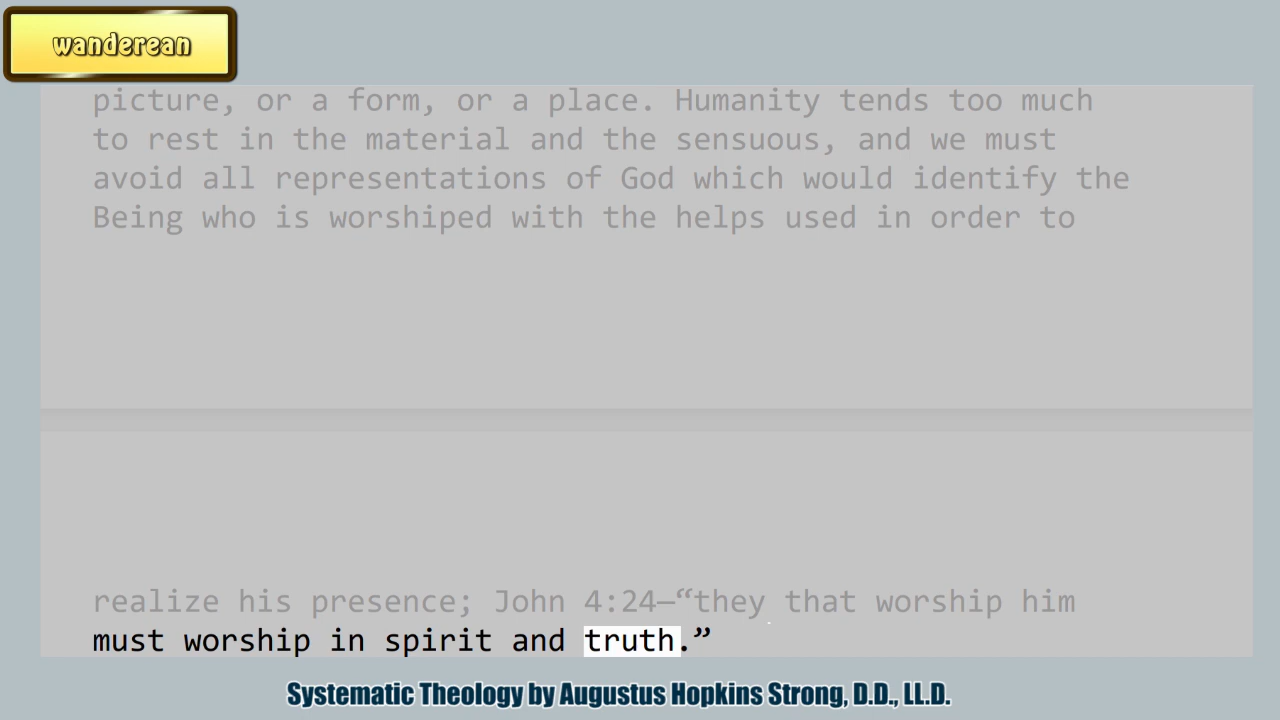 wanderean
picture, or a form, or a place. Humanity tends too much
to rest in the material and the sensuous, and we must
avoid all representations of God which would identify the
Being who is worshiped with the helps used in order to
realize his presence; John 4:24—“they that worship him
must worship in spirit and truth.”
Systematic Theology by Augustus Hopkins Strong, D.D., LL.D.